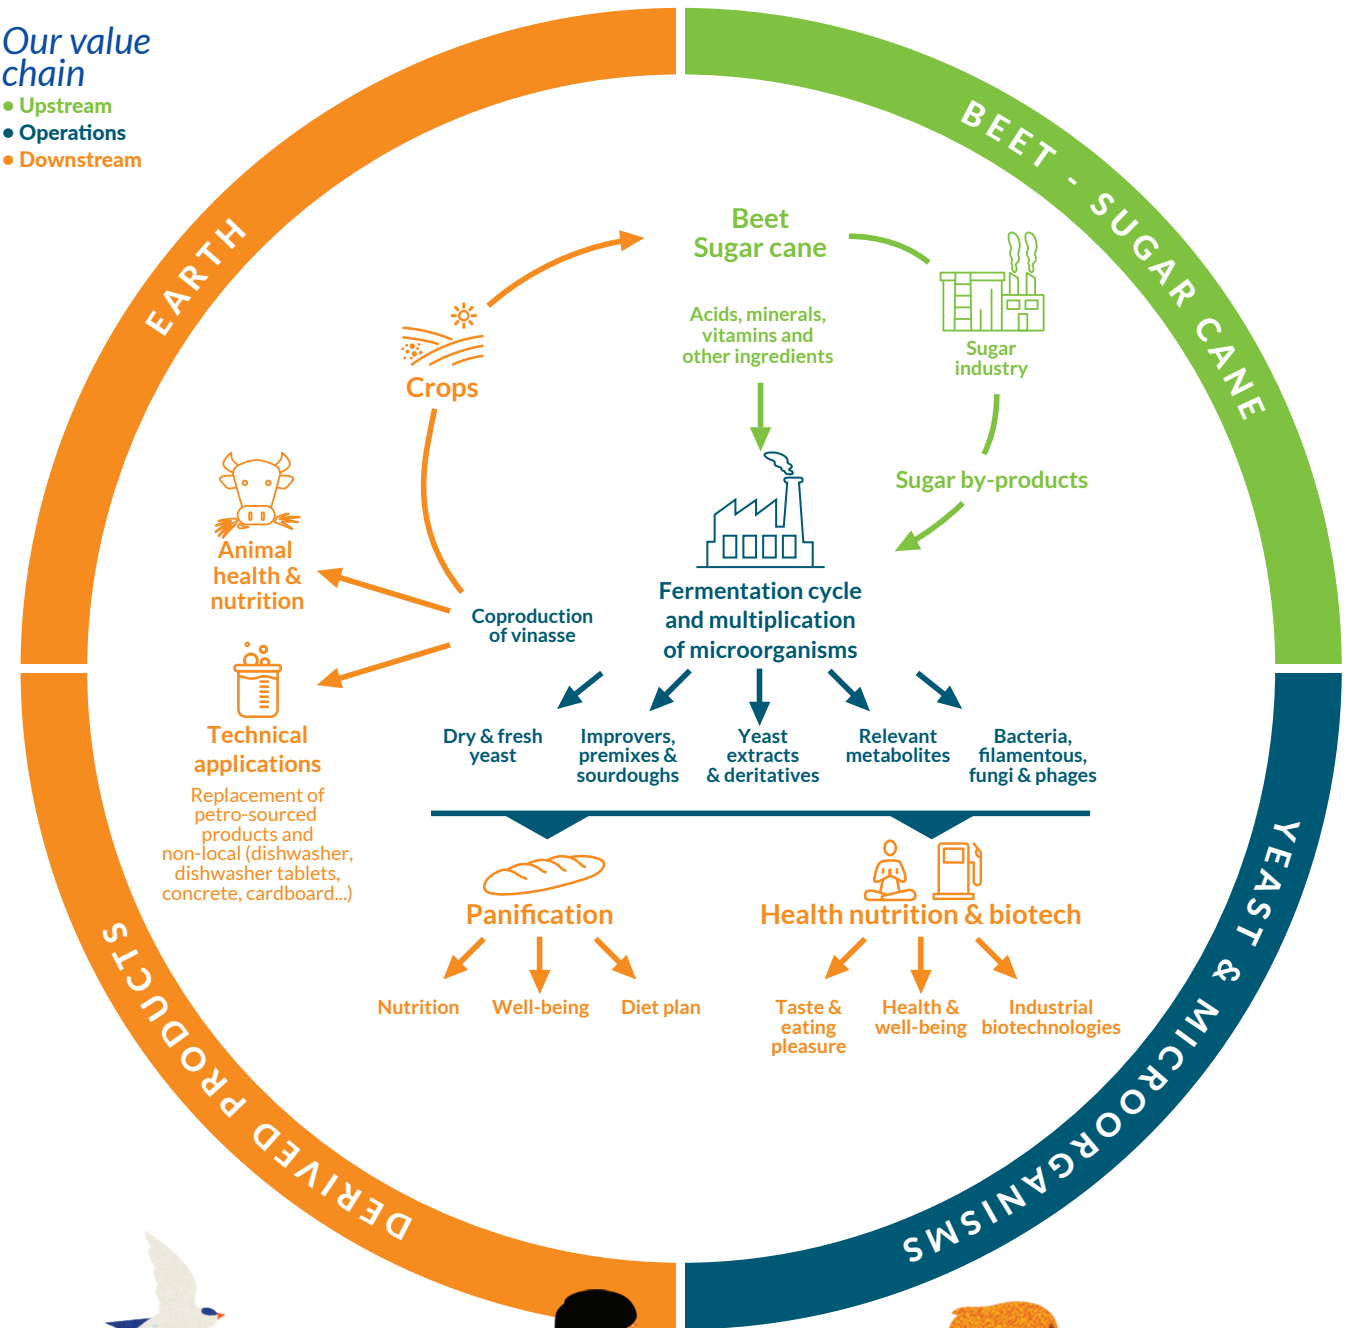 Our value
chain
• Upstream
• Operations
• Downstream
EARTH
BEET - SUGAR CANE
YEAST & MICROORGANISMS
DERIVED PRODUCTS
Beet
Sugar cane
Acids, minerals,
vitamins and
other ingredients
Sugar
industry
Sugar by-products
Crops
Animal
health &
nutrition
Coproduction
of vinasse
Fermentation cycle
and multiplication
of microorganisms
Technical
applications
Replacement of
petro-sourced
products and
non-local (dishwasher,
dishwasher tablets,
concrete, cardboard...)
Dry & fresh
yeast
Improvers,
premixes &
sourdoughs
Yeast
extracts
& deritatives
Relevant
metabolites
Bacteria,
filamentous,
fungi & phages
Panification
Nutrition
Well-being
Diet plan
Health nutrition & biotech
Taste &
eating
pleasure
Health &
well-being
Industrial
biotechnologies